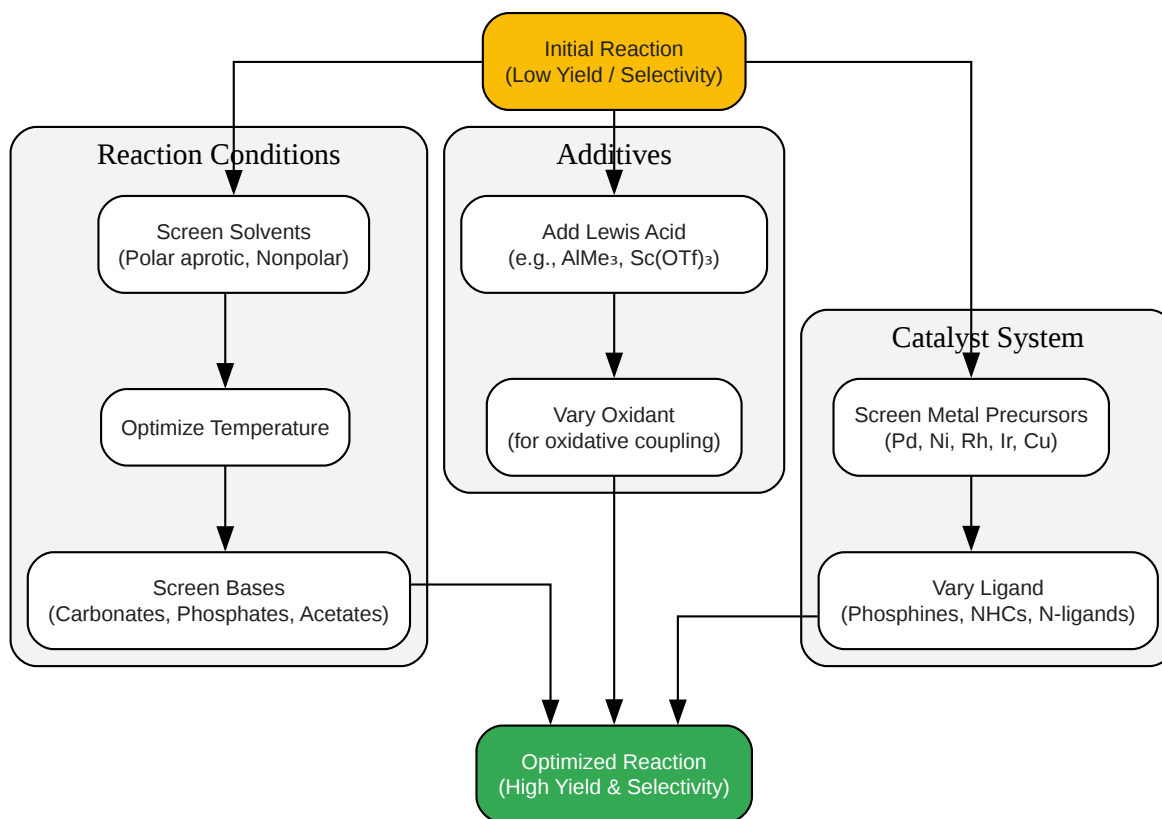 Initial Reaction
(Low Yield / Selectivity)
Reaction Conditions
Screen Solvents
(Polar aprotic, Nonpolar)
Optimize Temperature
Screen Bases
(Carbonates, Phosphates, Acetates)
Additives
Add Lewis Acid
(e.g., AlMe₃, Sc(OTf)₃)
Vary Oxidant
(for oxidative coupling)
Catalyst System
Screen Metal Precursors
(Pd, Ni, Rh, Ir, Cu)
Vary Ligand
(Phosphines, NHCs, N-ligands)
Optimized Reaction
(High Yield & Selectivity)